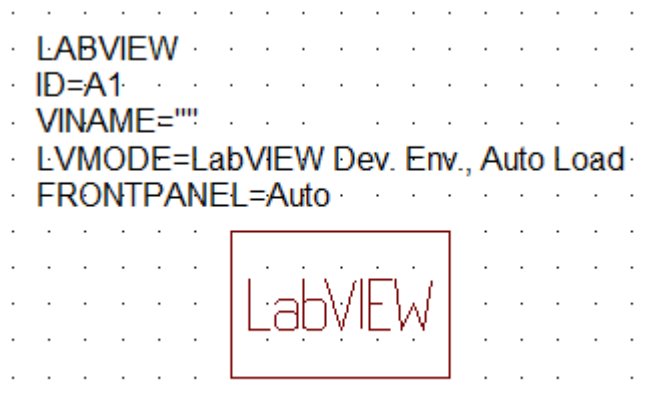 LABVIEW
ID=A1
VINAME=""
LVMODE=LabVIEW Dev. Env., Auto Load
FRONTPANEL=Auto
LabVIEW